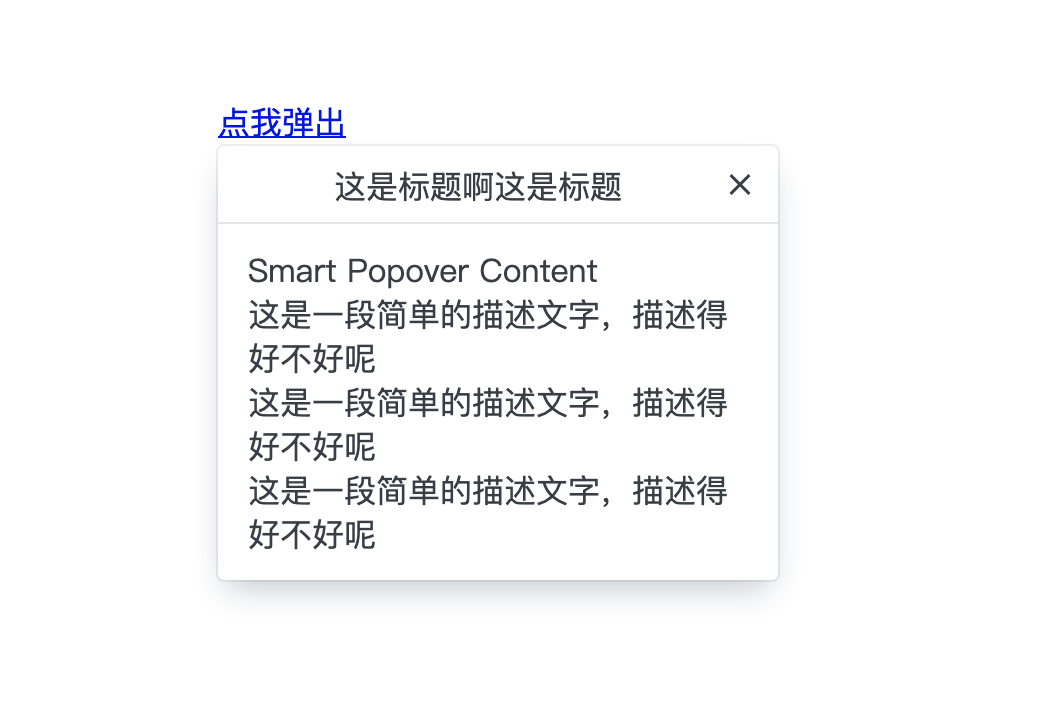 点我弹出
这是标题啊这是标题
Smart Popover Content
这是一段简单的描述文字，描述得
好不好呢
这是一段简单的描述文字，描述得
好不好呢
这是一段简单的描述文字，描述得
好不好呢